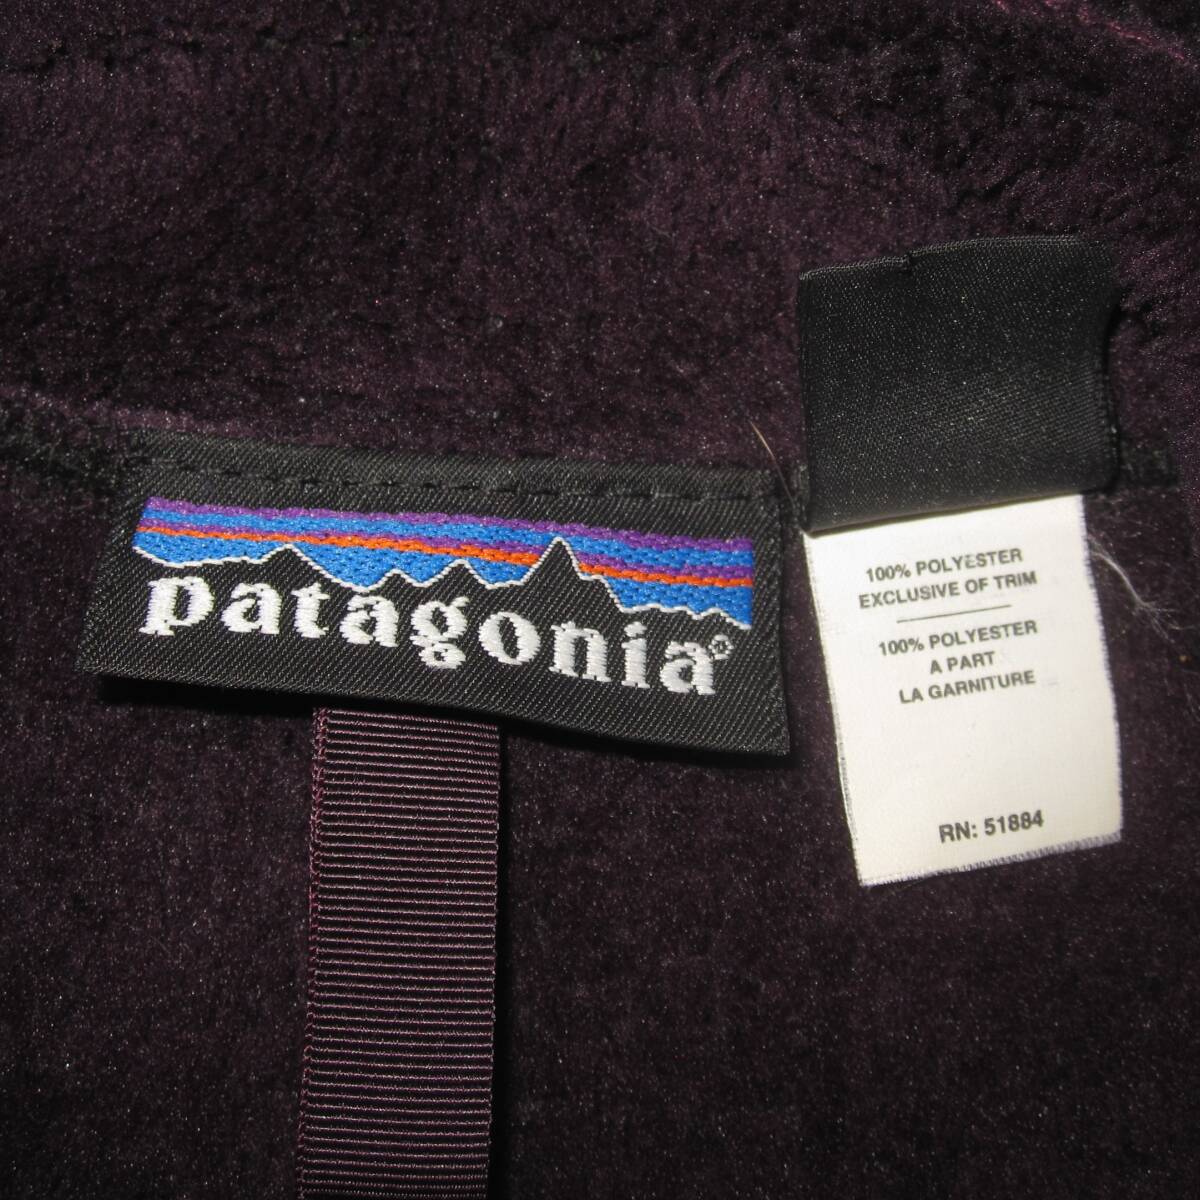 patagonia®
100% POLYESTER
EXCLUSIVE OF TRIM
100% POLYESTER
A PART
LA GARNITURE
RN: 51884